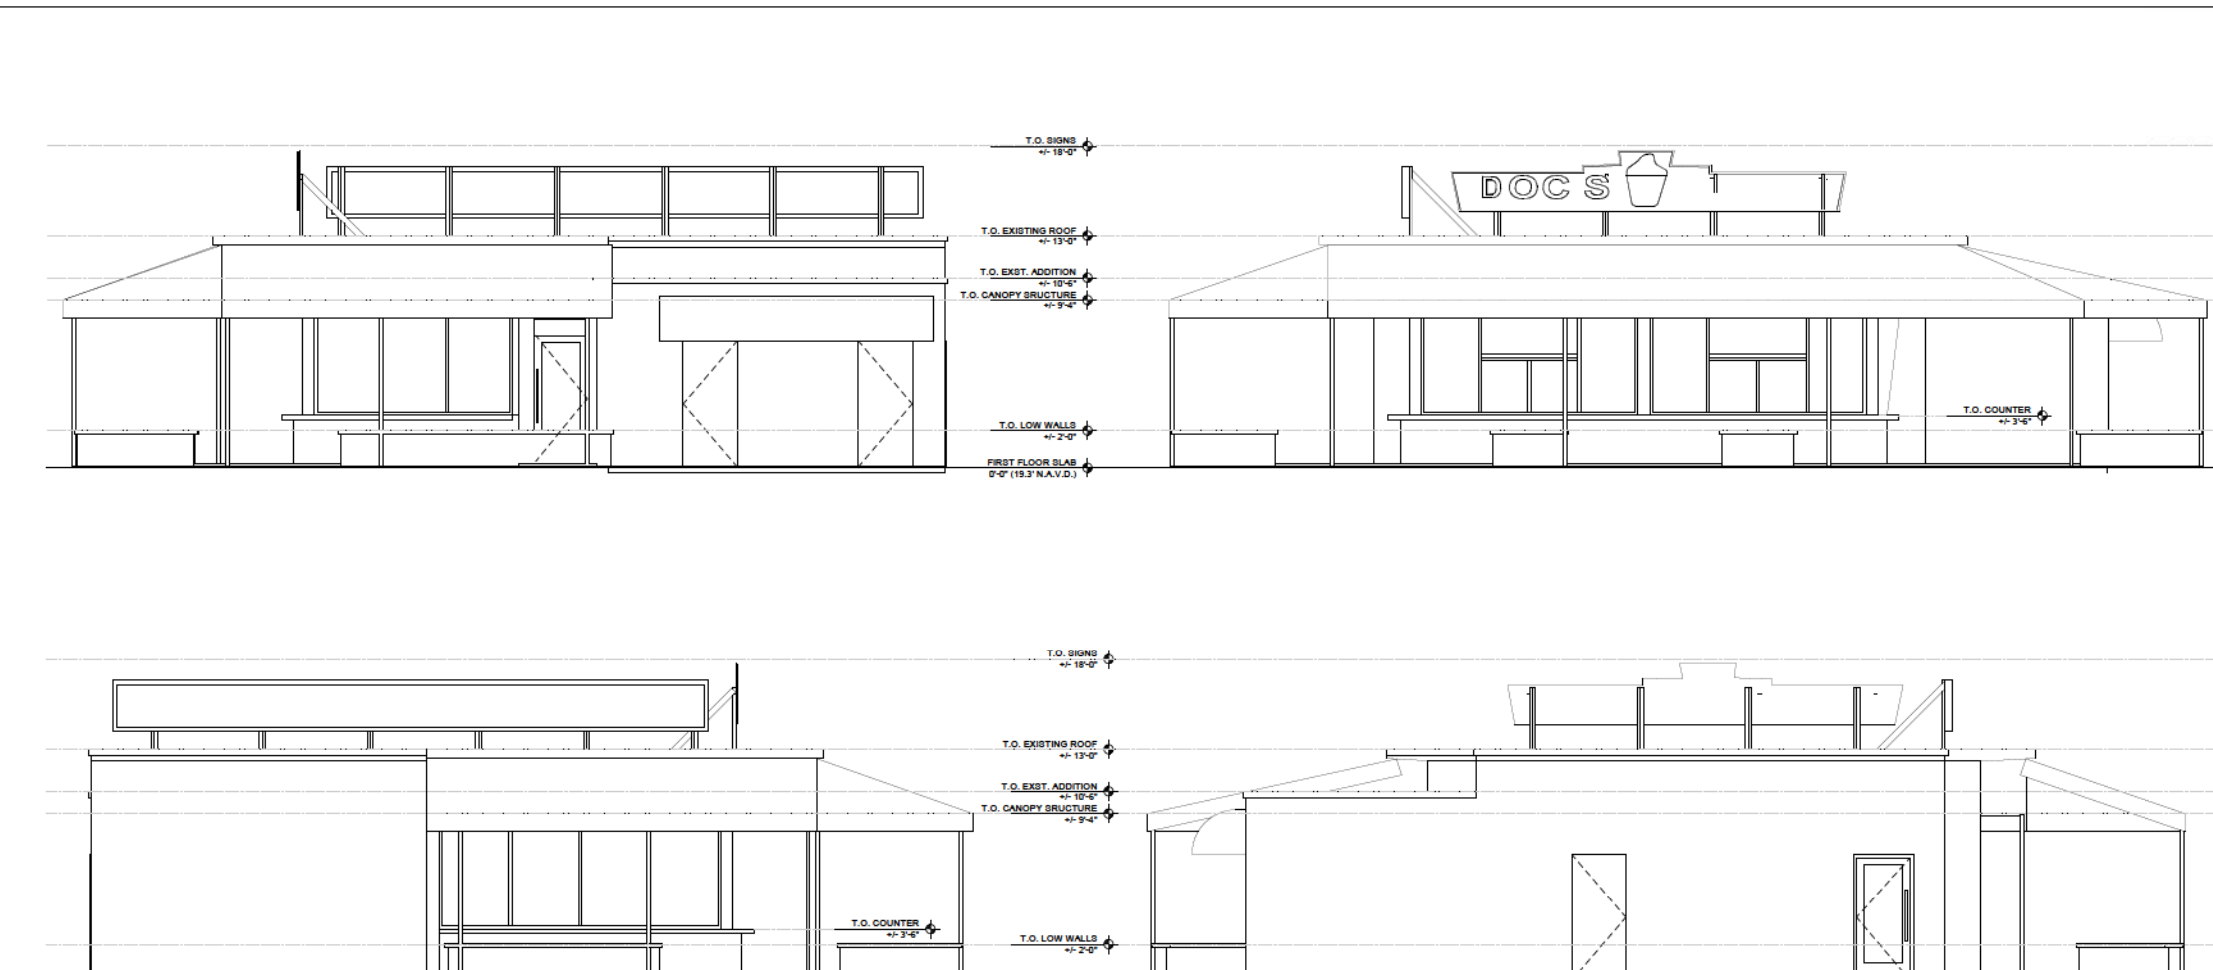 T.O. SIGNS
+/- 18'-0"
DOC'S
T.O. EXISTING ROOF
+/- 13'-0"
T.O. EXST. ADDITION
+/- 10'-6"
T.O. CANOPY SRUCTURE
+/- 9'-4"
T.O. COUNTER
+/- 3'-6"
T.O. LOW WALLS
+/- 2'-0"
FIRST FLOOR SLAB
0'-0" (19.3' N.A.V.D.)
T.O. SIGNS
+/- 18'-0"
T.O. EXISTING ROOF
+/- 13'-0"
T.O. EXST. ADDITION
+/- 10'-6"
T.O. CANOPY SRUCTURE
+/- 9'-4"
T.O. COUNTER
+/- 3'-6"
T.O. LOW WALLS
+/- 2'-0"